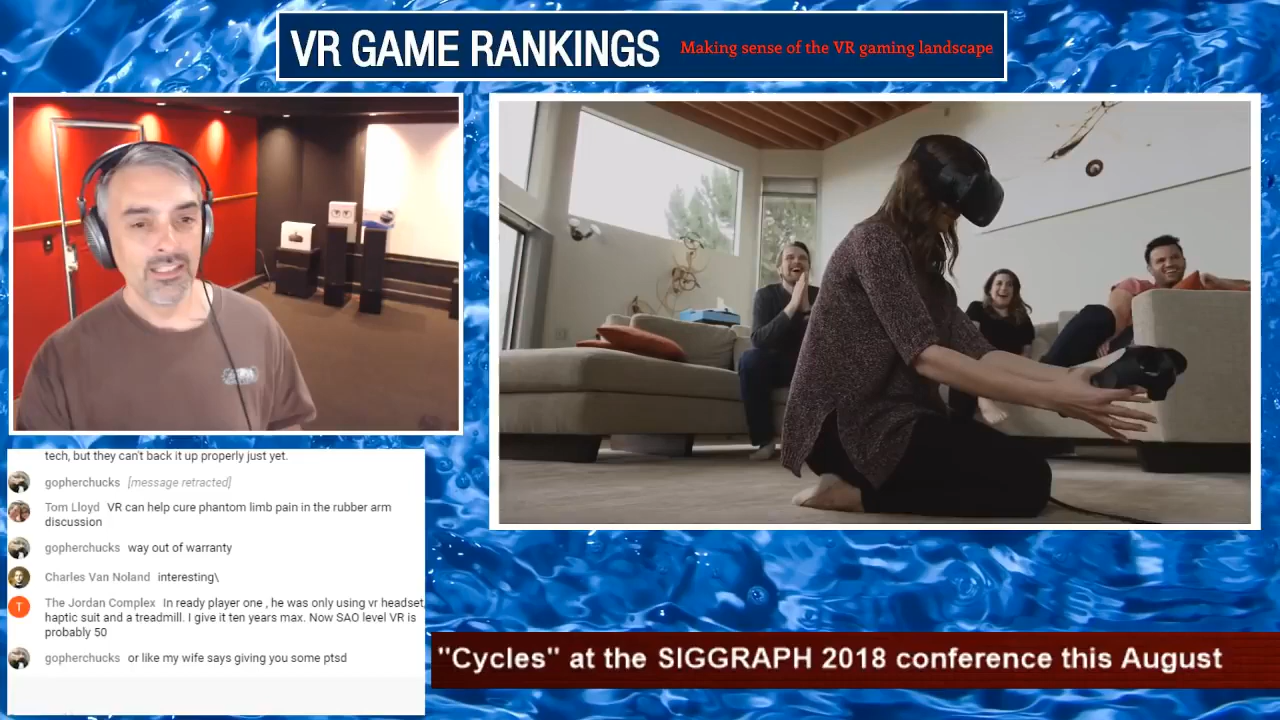 VR GAME RANKINGS Making sense of the VR gaming landscape
tech, but they can't back it up properly just yet.
gopherchucks [message retracted]
Tom Lloyd VR can help cure phantom limb pain in the rubber arm
discussion
gopherchucks way out of warranty
Charles Van Noland interesting\
T The Jordan Complex In ready player one , he was only using vr headset,
haptic suit and a treadmill. I give it ten years max. Now SAO level VR is
probably 50
gopherchucks or like my wife says giving you some ptsd
"Cycles" at the SIGGRAPH 2018 conference this August